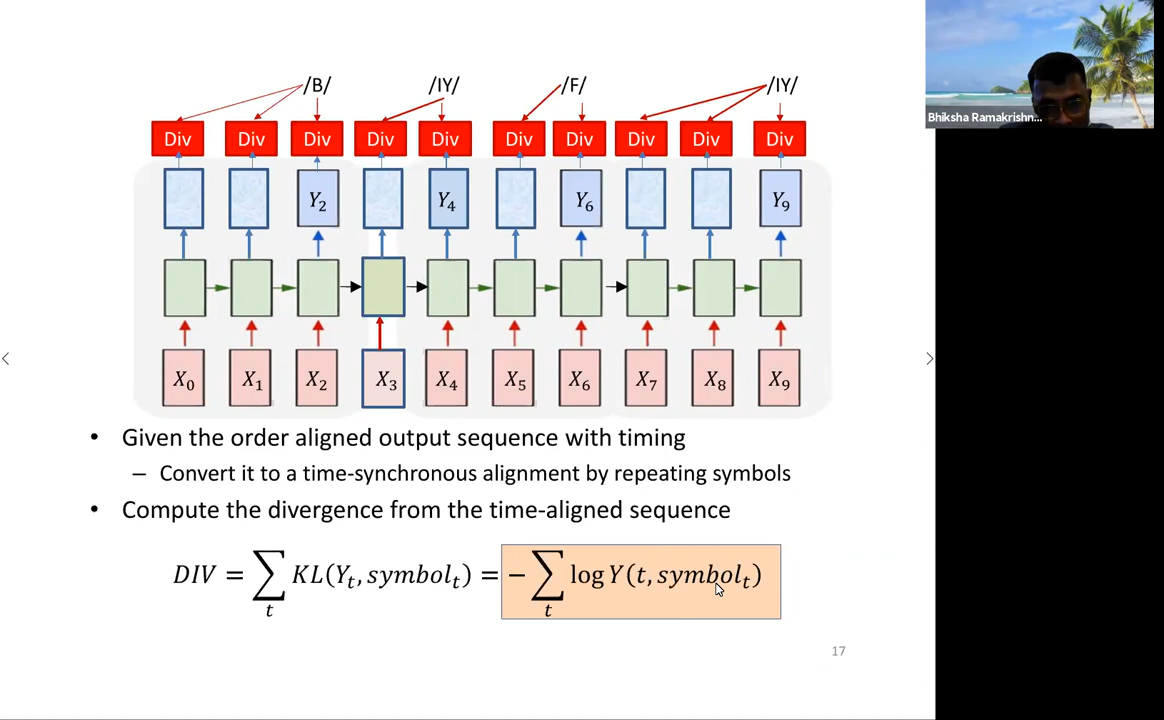 /B/ /IY/ /F/ /IY/
Div Div Div Div Div Div Div Div Div Div
Y₂ Y₄ Y₆ Y₉
X₀ X₁ X₂ X₃ X₄ X₅ X₆ X₇ X₈ X₉
• Given the order aligned output sequence with timing
– Convert it to a time-synchronous alignment by repeating symbols
• Compute the divergence from the time-aligned sequence
DIV = ∑ₜ KL(Yₜ, symbolₜ) = − ∑ₜ log Y(t, symbolₜ)
17
Bhiksha Ramakrishn...